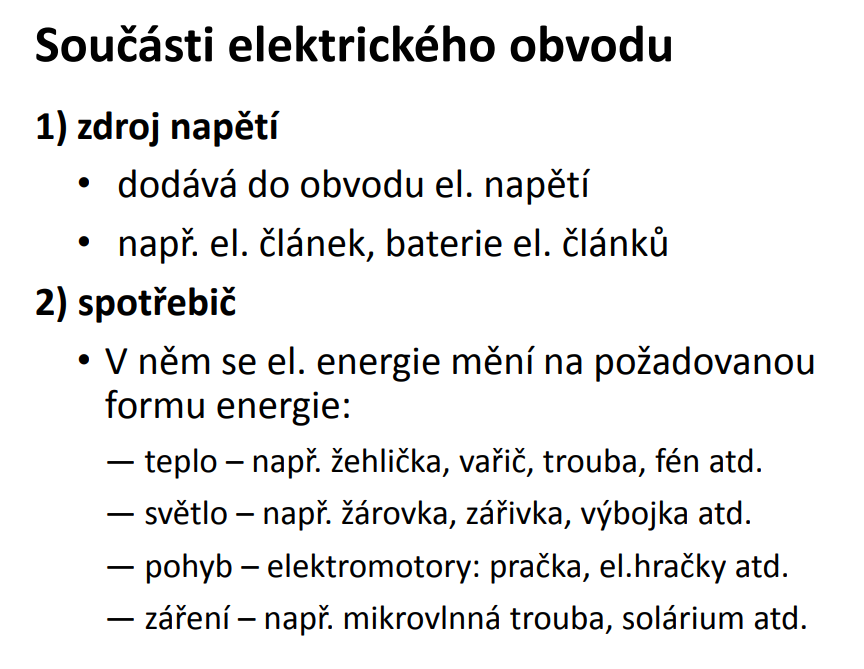 Součásti elektrického obvodu
1) zdroj napětí
• dodává do obvodu el. napětí
• např. el. článek, baterie el. článků
2) spotřebič
• V něm se el. energie mění na požadovanou
formu energie:
— teplo – např. žehlička, vařič, trouba, fén atd.
— světlo – např. žárovka, zářivka, výbojka atd.
— pohyb – elektromotory: pračka, el.hračky atd.
— záření – např. mikrovlnná trouba, solárium atd.